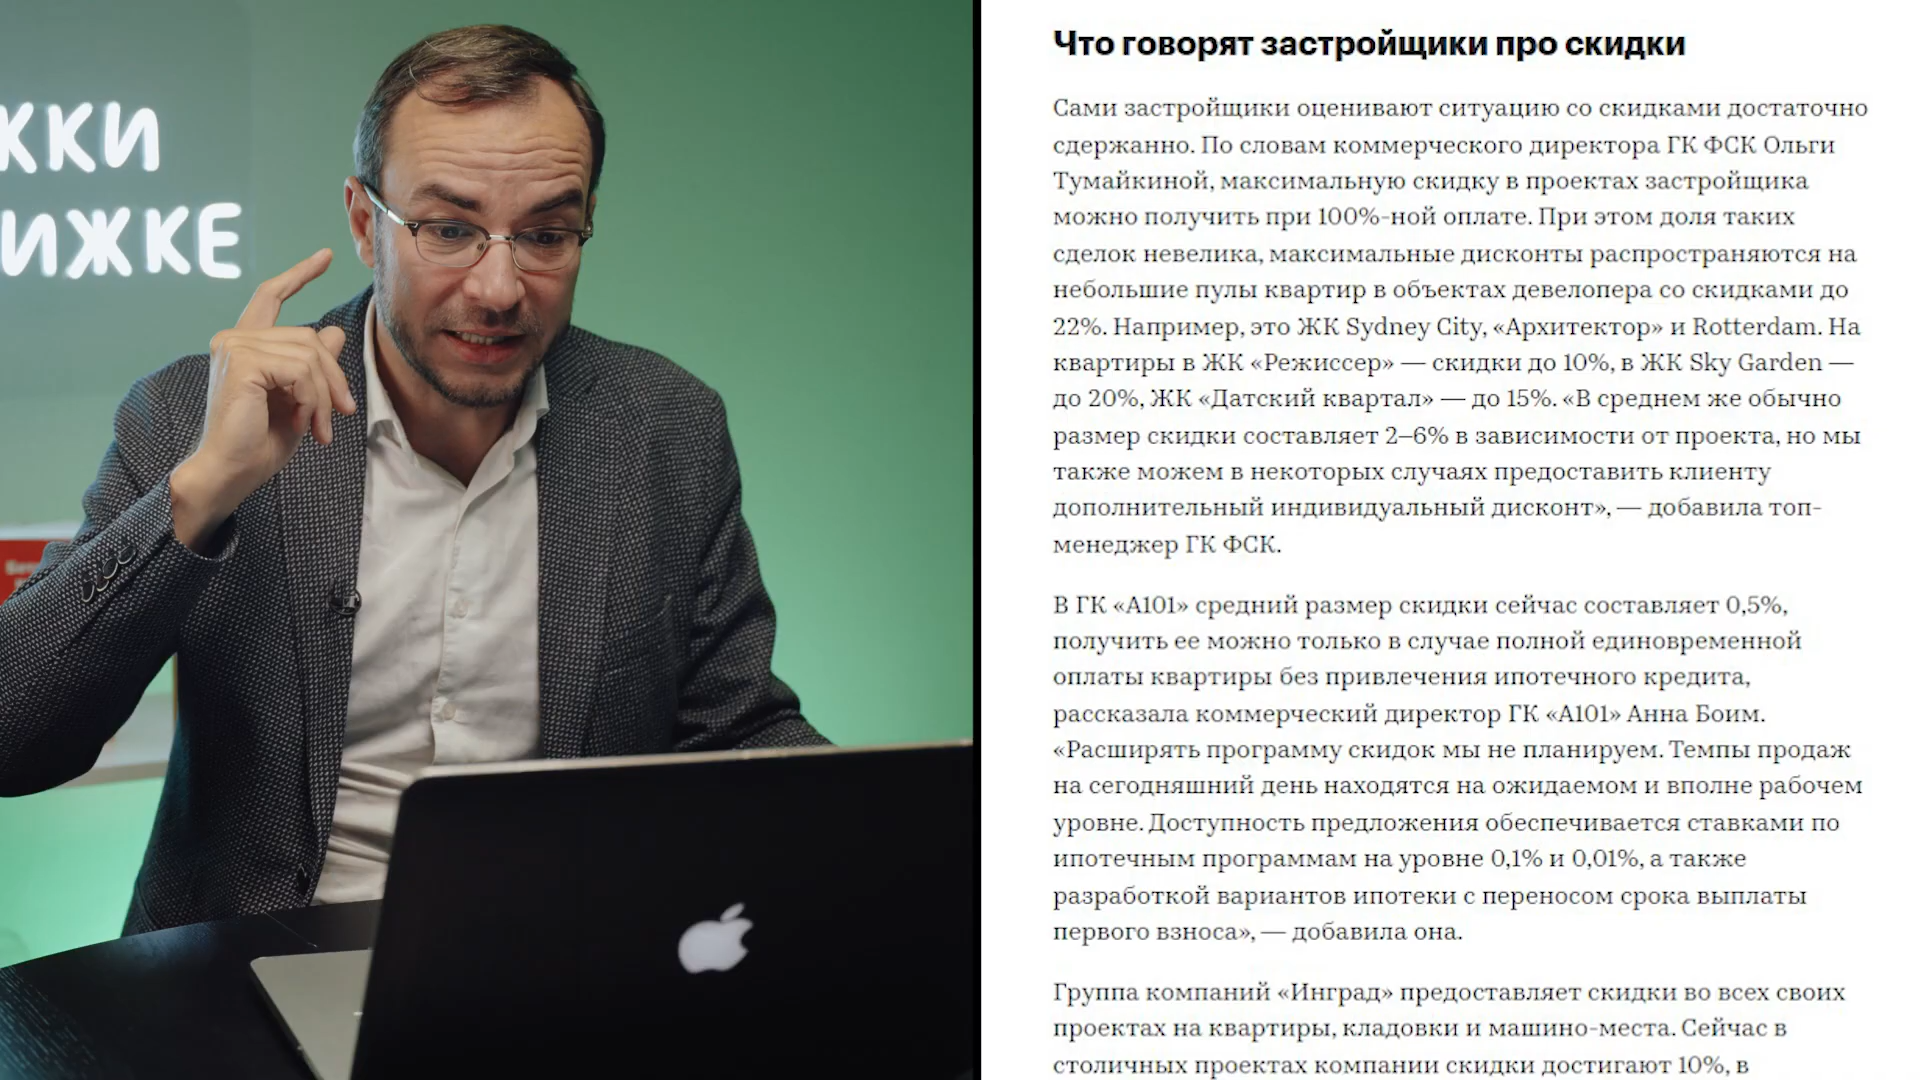 ЖКИ
ИЖКЕ
Что говорят застройщики про скидки
Сами застройщики оценивают ситуацию со скидками достаточно
сдержанно. По словам коммерческого директора ГК ФСК Ольги
Тумайкиной, максимальную скидку в проектах застройщика
можно получить при 100%-ной оплате. При этом доля таких
сделок невелика, максимальные дисконты распространяются на
небольшие пулы квартир в объектах девелопера со скидками до
22%. Например, это ЖК Sydney City, «Архитектор» и Rotterdam. На
квартиры в ЖК «Режиссер» — скидки до 10%, в ЖК Sky Garden —
до 20%, ЖК «Датский квартал» — до 15%. «В среднем же обычно
размер скидки составляет 2–6% в зависимости от проекта, но мы
также можем в некоторых случаях предоставить клиенту
дополнительный индивидуальный дисконт», — добавила топ-
менеджер ГК ФСК.
В ГК «А101» средний размер скидки сейчас составляет 0,5%,
получить ее можно только в случае полной единовременной
оплаты квартиры без привлечения ипотечного кредита,
рассказала коммерческий директор ГК «А101» Анна Боим.
«Расширять программу скидок мы не планируем. Темпы продаж
на сегодняшний день находятся на ожидаемом и вполне рабочем
уровне. Доступность предложения обеспечивается ставками по
ипотечным программам на уровне 0,1% и 0,01%, а также
разработкой вариантов ипотеки с переносом срока выплаты
первого взноса», — добавила она.
Группа компаний «Инград» предоставляет скидки во всех своих
проектах на квартиры, кладовки и машино-места. Сейчас в
столичных проектах компании скидки достигают 10%, в